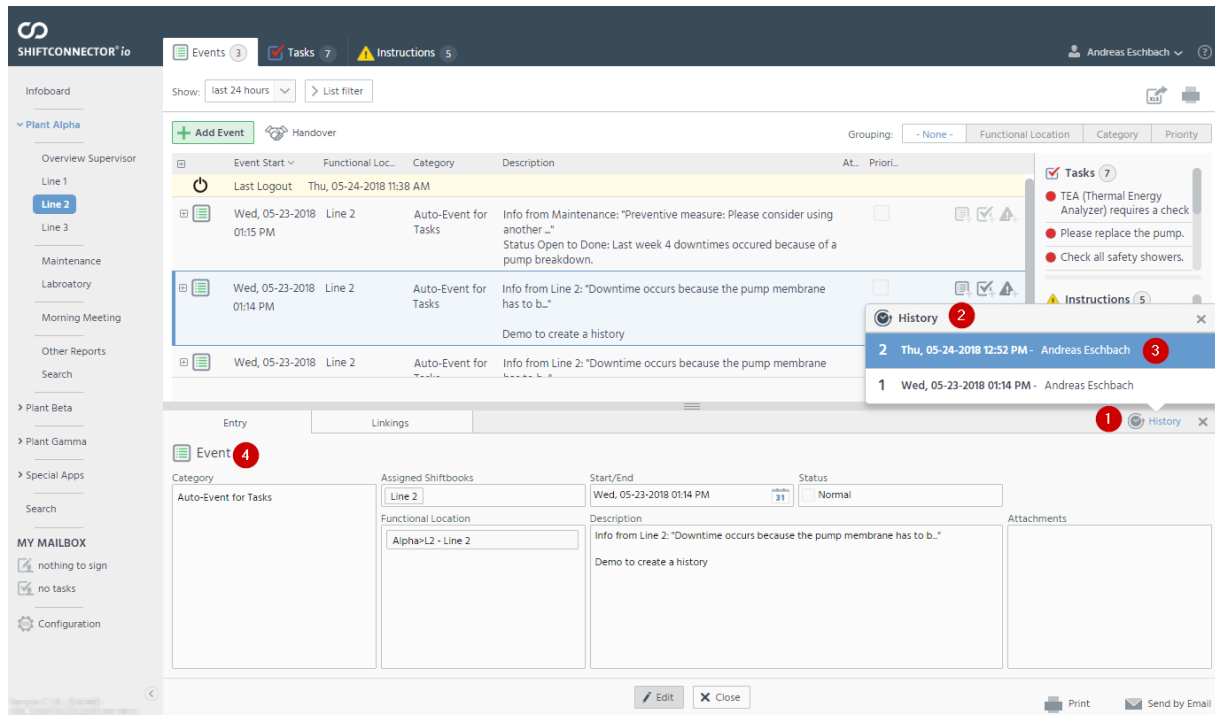 SHIFTCONNECTOR® io
Events 3
Tasks 7
Instructions 5
Andreas Eschbach
?
Infoboard
Plant Alpha
Overview Supervisor
Line 1
Line 2
Line 3
Maintenance
Labroatory
Morning Meeting
Other Reports
Search
Plant Beta
Plant Gamma
Special Apps
Search
MY MAILBOX
nothing to sign
no tasks
Configuration
Show: last 24 hours List filter
XLS
Add Event Handover
Grouping: - None - Functional Location Category Priority
Event Start Functional Loc... Category Description At... Priori...
Last Logout Thu, 05-24-2018 11:38 AM
Wed, 05-23-2018 Line 2 Auto-Event for Info from Maintenance: "Preventive measure: Please consider using
01:15 PM Tasks another ..."
Status Open to Done: Last week 4 downtimes occured because of a
pump breakdown.
Wed, 05-23-2018 Line 2 Auto-Event for Info from Line 2: "Downtime occurs because the pump membrane
01:14 PM Tasks has to b..."
Demo to create a history
Wed, 05-23-2018 Line 2 Auto-Event for Info from Line 2: "Downtime occurs because the pump membrane
Tasks 7
TEA (Thermal Energy
Analyzer) requires a check
Please replace the pump.
Check all safety showers.
Instructions 5
History 2
2 Thu, 05-24-2018 12:52 PM - Andreas Eschbach 3
1 Wed, 05-23-2018 01:14 PM - Andreas Eschbach
Entry Linkings
1 History
Event 4
Category Assigned Shiftbooks Start/End Status
Auto-Event for Tasks Line 2 Wed, 05-23-2018 01:14 PM 31 Normal
Functional Location Description Attachments
Alpha>L2 - Line 2 Info from Line 2: "Downtime occurs because the pump membrane has to b..."
Demo to create a history
Edit Close
Print Send by Email